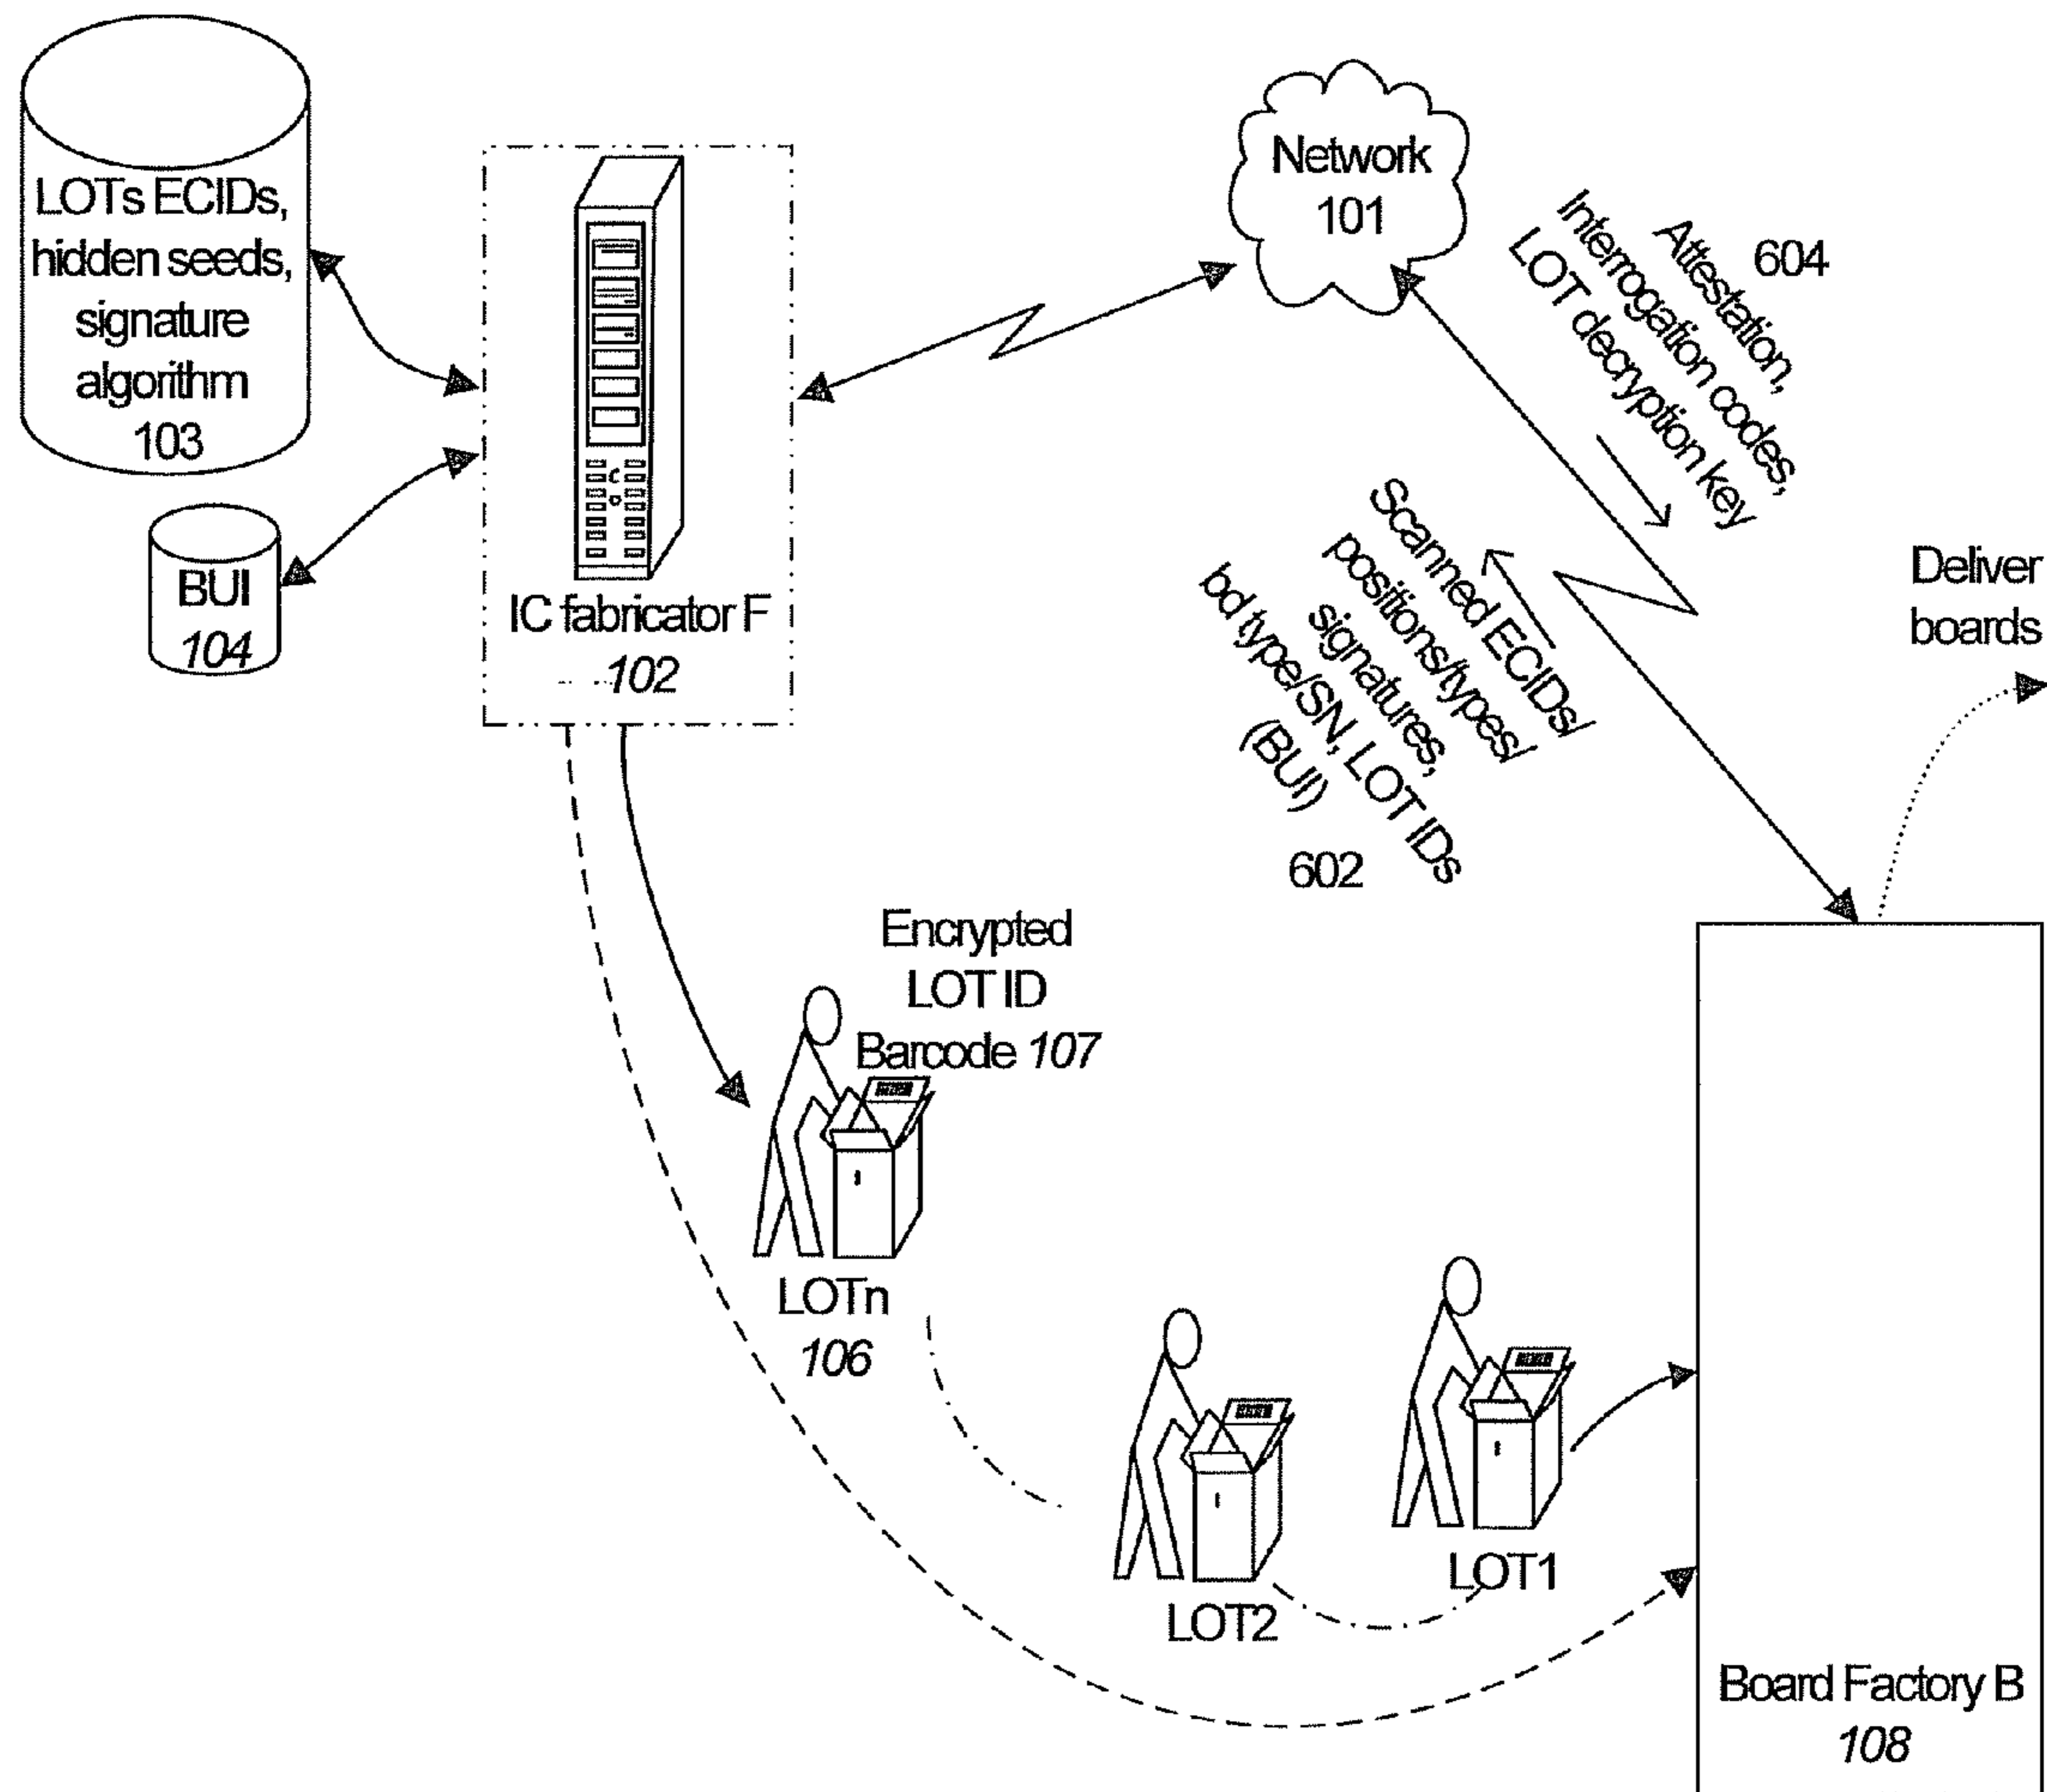 LOTs ECIDs,
hidden seeds,
signature
algorithm
103
BUI
104
IC fabricator F
102
Network
101
604
Attestation,
Interrogation codes,
LOT decryption key
Scanned ECIDs/
positions/types/
signatures,
bd type/SN, LOT IDs
(BUI)
602
Deliver
boards
Encrypted
LOT ID
Barcode 107
LOTn
106
LOT2
LOT1
Board Factory B
108